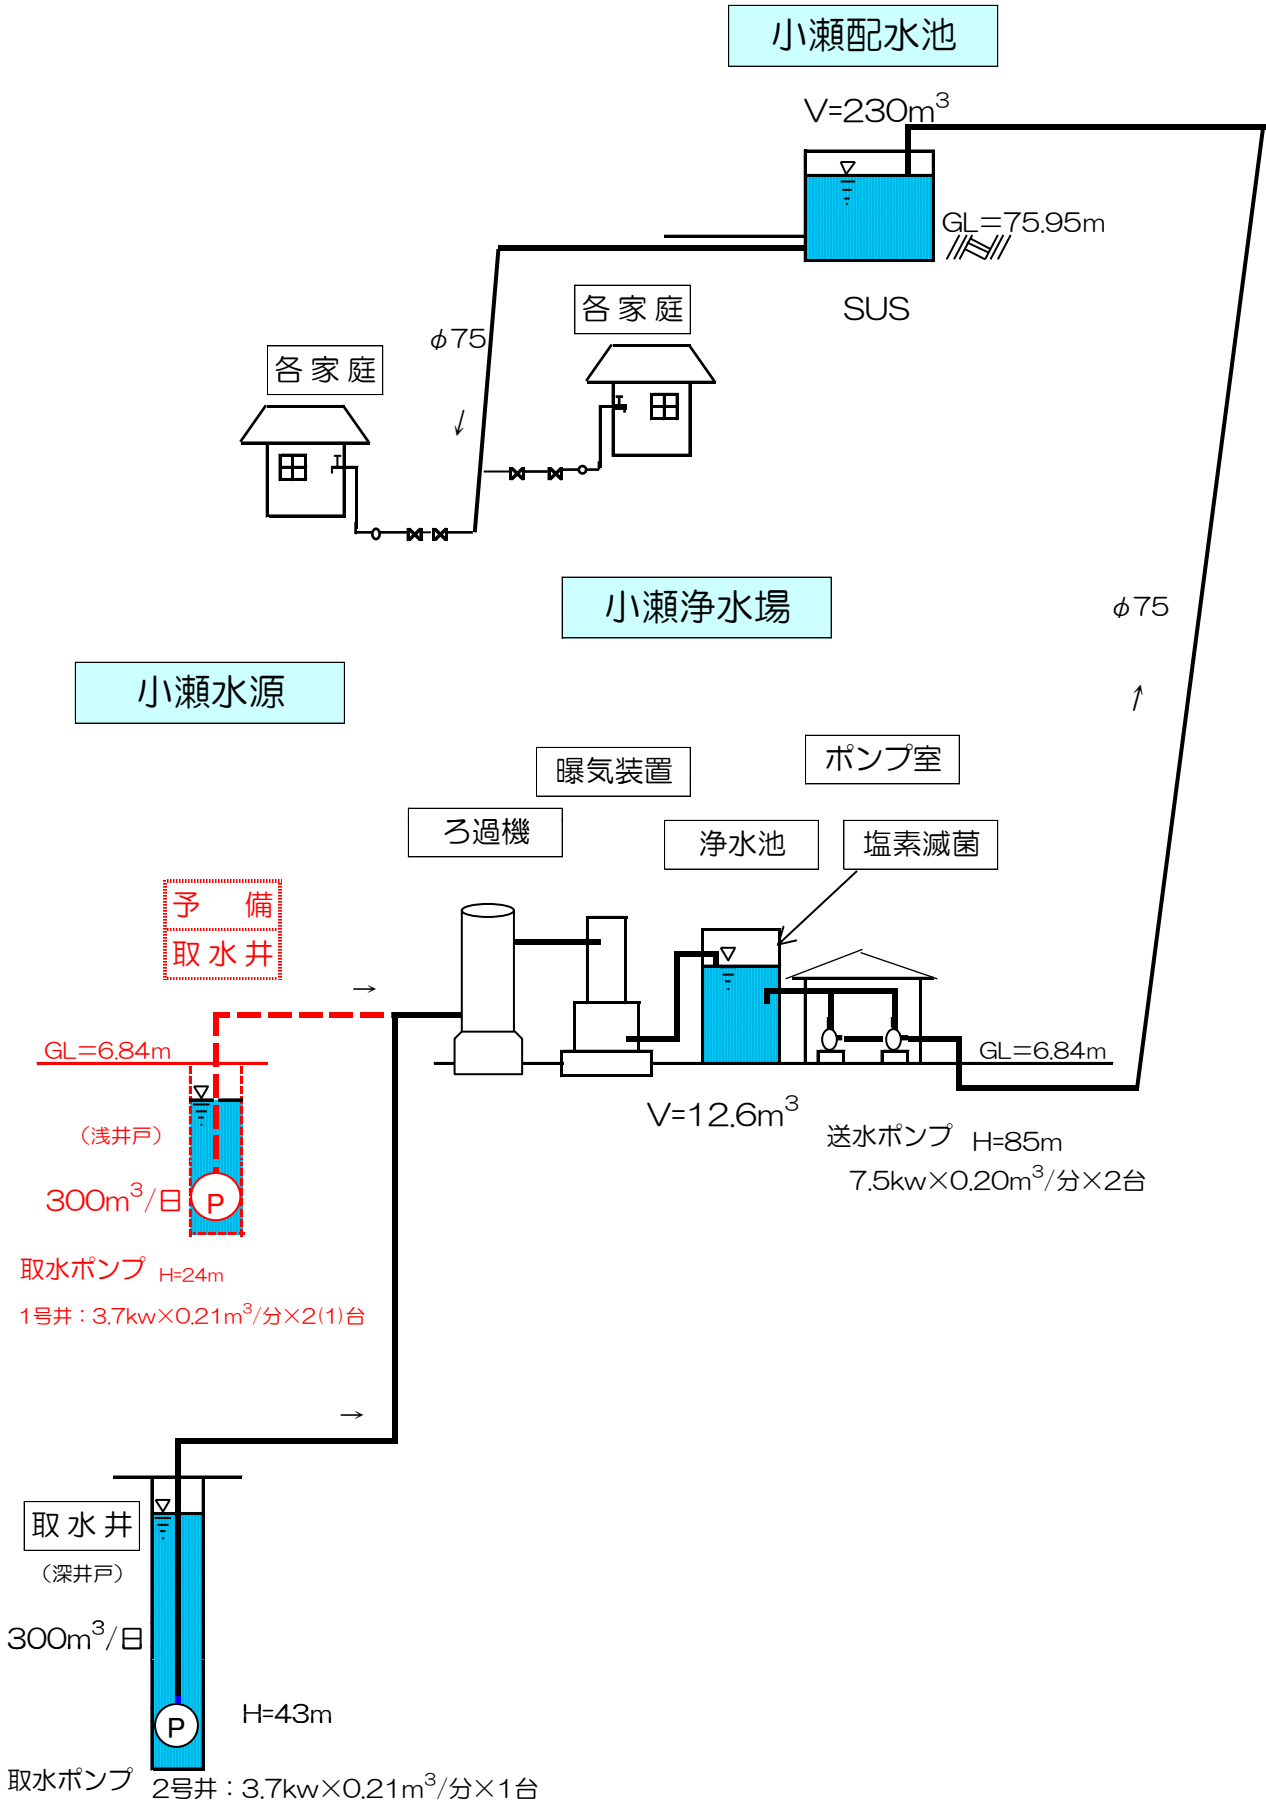 小瀬配水池
V=230m³
GL=75.95m
SUS
各家庭
φ75
各家庭
小瀬浄水場
φ75
小瀬水源
ポンプ室
曝気装置
ろ過機
浄水池
塩素滅菌
予　備
取水井
GL=6.84m
GL=6.84m
（浅井戸）
V=12.6m³
送水ポンプ H=85m
7.5kw×0.20m³/分×2台
300m³/日
P
取水ポンプ H=24m
1号井：3.7kw×0.21m³/分×2(1)台
取水井
（深井戸）
300m³/日
H=43m
P
取水ポンプ 2号井：3.7kw×0.21m³/分×1台